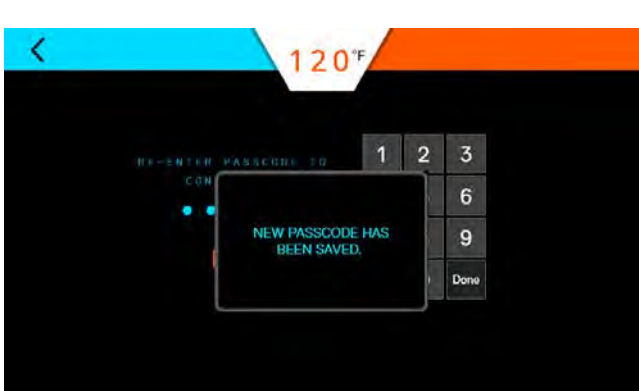 120°F
RE-ENTER PASSCODE TO
CON
1 2 3
6
9
Done
NEW PASSCODE HAS
BEEN SAVED.